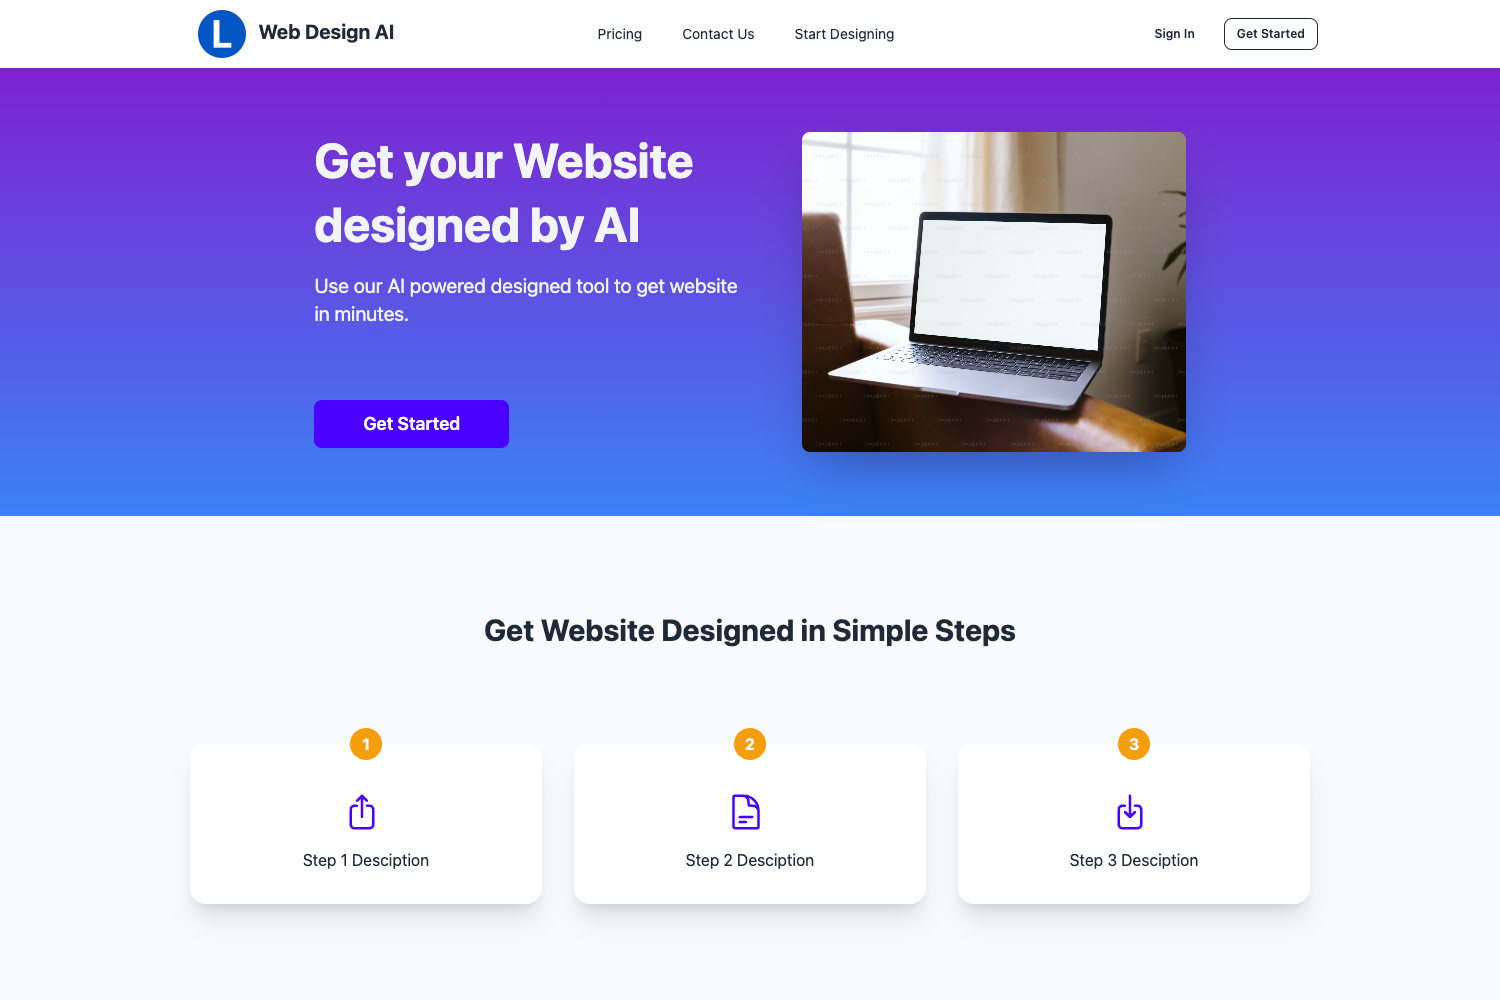 L
Web Design AI
Pricing
Contact Us
Start Designing
Sign In
Get Started
Get your Website
designed by AI
Use our AI powered designed tool to get website
in minutes.
Get Started
Get Website Designed in Simple Steps
1
2
3
Step 1 Desciption
Step 2 Desciption
Step 3 Desciption